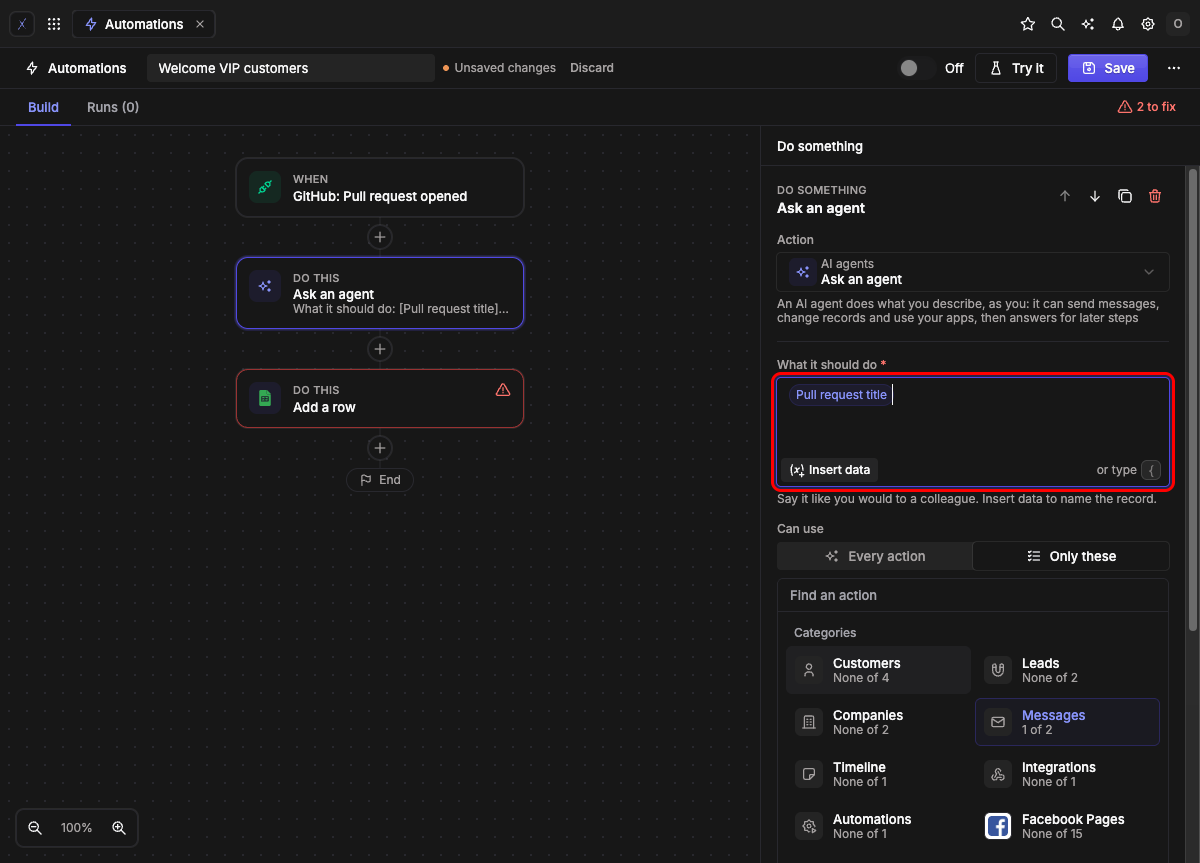 Automations
O
Automations
Welcome VIP customers
Unsaved changes
Discard
Off
Try it
Save
Build
Runs (0)
2 to fix
WHEN
GitHub: Pull request opened
DO THIS
Ask an agent
What it should do: [Pull request title]...
DO THIS
Add a row
End
100%
Do something
DO SOMETHING
Ask an agent
Action
AI agents
Ask an agent
An AI agent does what you describe, as you: it can send messages,
change records and use your apps, then answers for later steps
What it should do *
Pull request title
Insert data
or type {
Say it like you would to a colleague. Insert data to name the record.
Can use
Every action
Only these
Find an action
Categories
Customers
None of 4
Leads
None of 2
Companies
None of 2
Messages
1 of 2
Timeline
None of 1
Integrations
None of 1
Automations
None of 1
Facebook Pages
None of 15